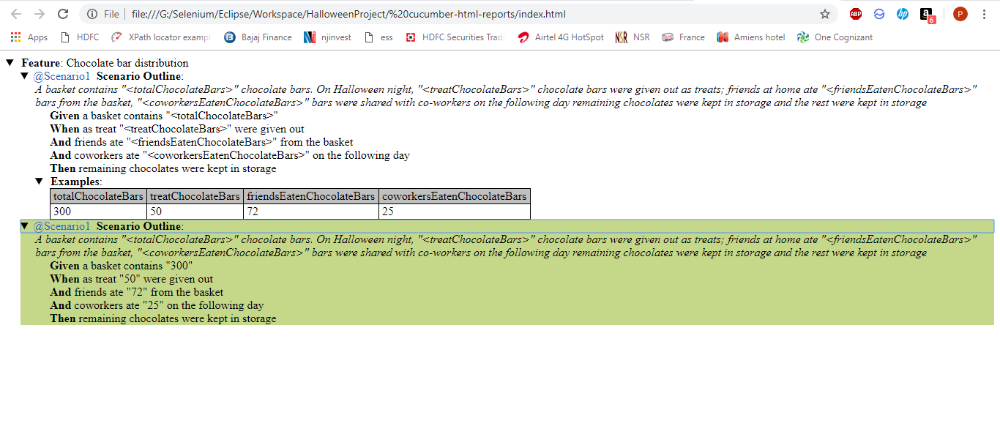 File file:///G:/Selenium/Eclipse/Workspace/HalloweenProject/%20cucumber-html-reports/index.html ABP hp a 6 P
Apps HDFC XPath locator exampl Bajaj Finance njinvest ess HDFC Securities Tradi Airtel 4G HotSpot NSR NSR France Amiens hotel One Cognizant
Feature: Chocolate bar distribution
@Scenario1 Scenario Outline:
A basket contains "<totalChocolateBars>" chocolate bars. On Halloween night, "<treatChocolateBars>" chocolate bars were given out as treats; friends at home ate "<friendsEatenChocolateBars>"
bars from the basket, "<coworkersEatenChocolateBars>" bars were shared with co-workers on the following day remaining chocolates were kept in storage and the rest were kept in storage
Given a basket contains "<totalChocolateBars>"
When as treat "<treatChocolateBars>" were given out
And friends ate "<friendsEatenChocolateBars>" from the basket
And coworkers ate "<coworkersEatenChocolateBars>" on the following day
Then remaining chocolates were kept in storage
Examples:
totalChocolateBars treatChocolateBars friendsEatenChocolateBars coworkersEatenChocolateBars
300 50 72 25
@Scenario1 Scenario Outline:
A basket contains "<totalChocolateBars>" chocolate bars. On Halloween night, "<treatChocolateBars>" chocolate bars were given out as treats; friends at home ate "<friendsEatenChocolateBars>"
bars from the basket, "<coworkersEatenChocolateBars>" bars were shared with co-workers on the following day remaining chocolates were kept in storage and the rest were kept in storage
Given a basket contains "300"
When as treat "50" were given out
And friends ate "72" from the basket
And coworkers ate "25" on the following day
Then remaining chocolates were kept in storage